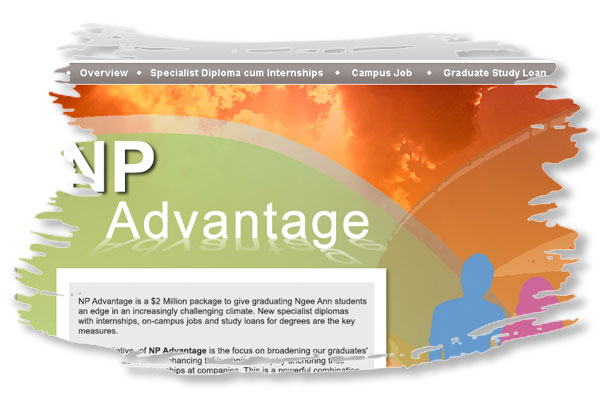 Overview Specialist Diploma cum Internships Campus Job Graduate Study Loan
NP
Advantage
NP Advantage is a $2 Million package to give graduating Ngee Ann students
an edge in an increasingly challenging climate. New specialist diplomas
with internships, on-campus jobs and study loans for degrees are the key
measures.
of NP Advantage is the focus on broadening our graduates'
at companies. This is a powerful combination